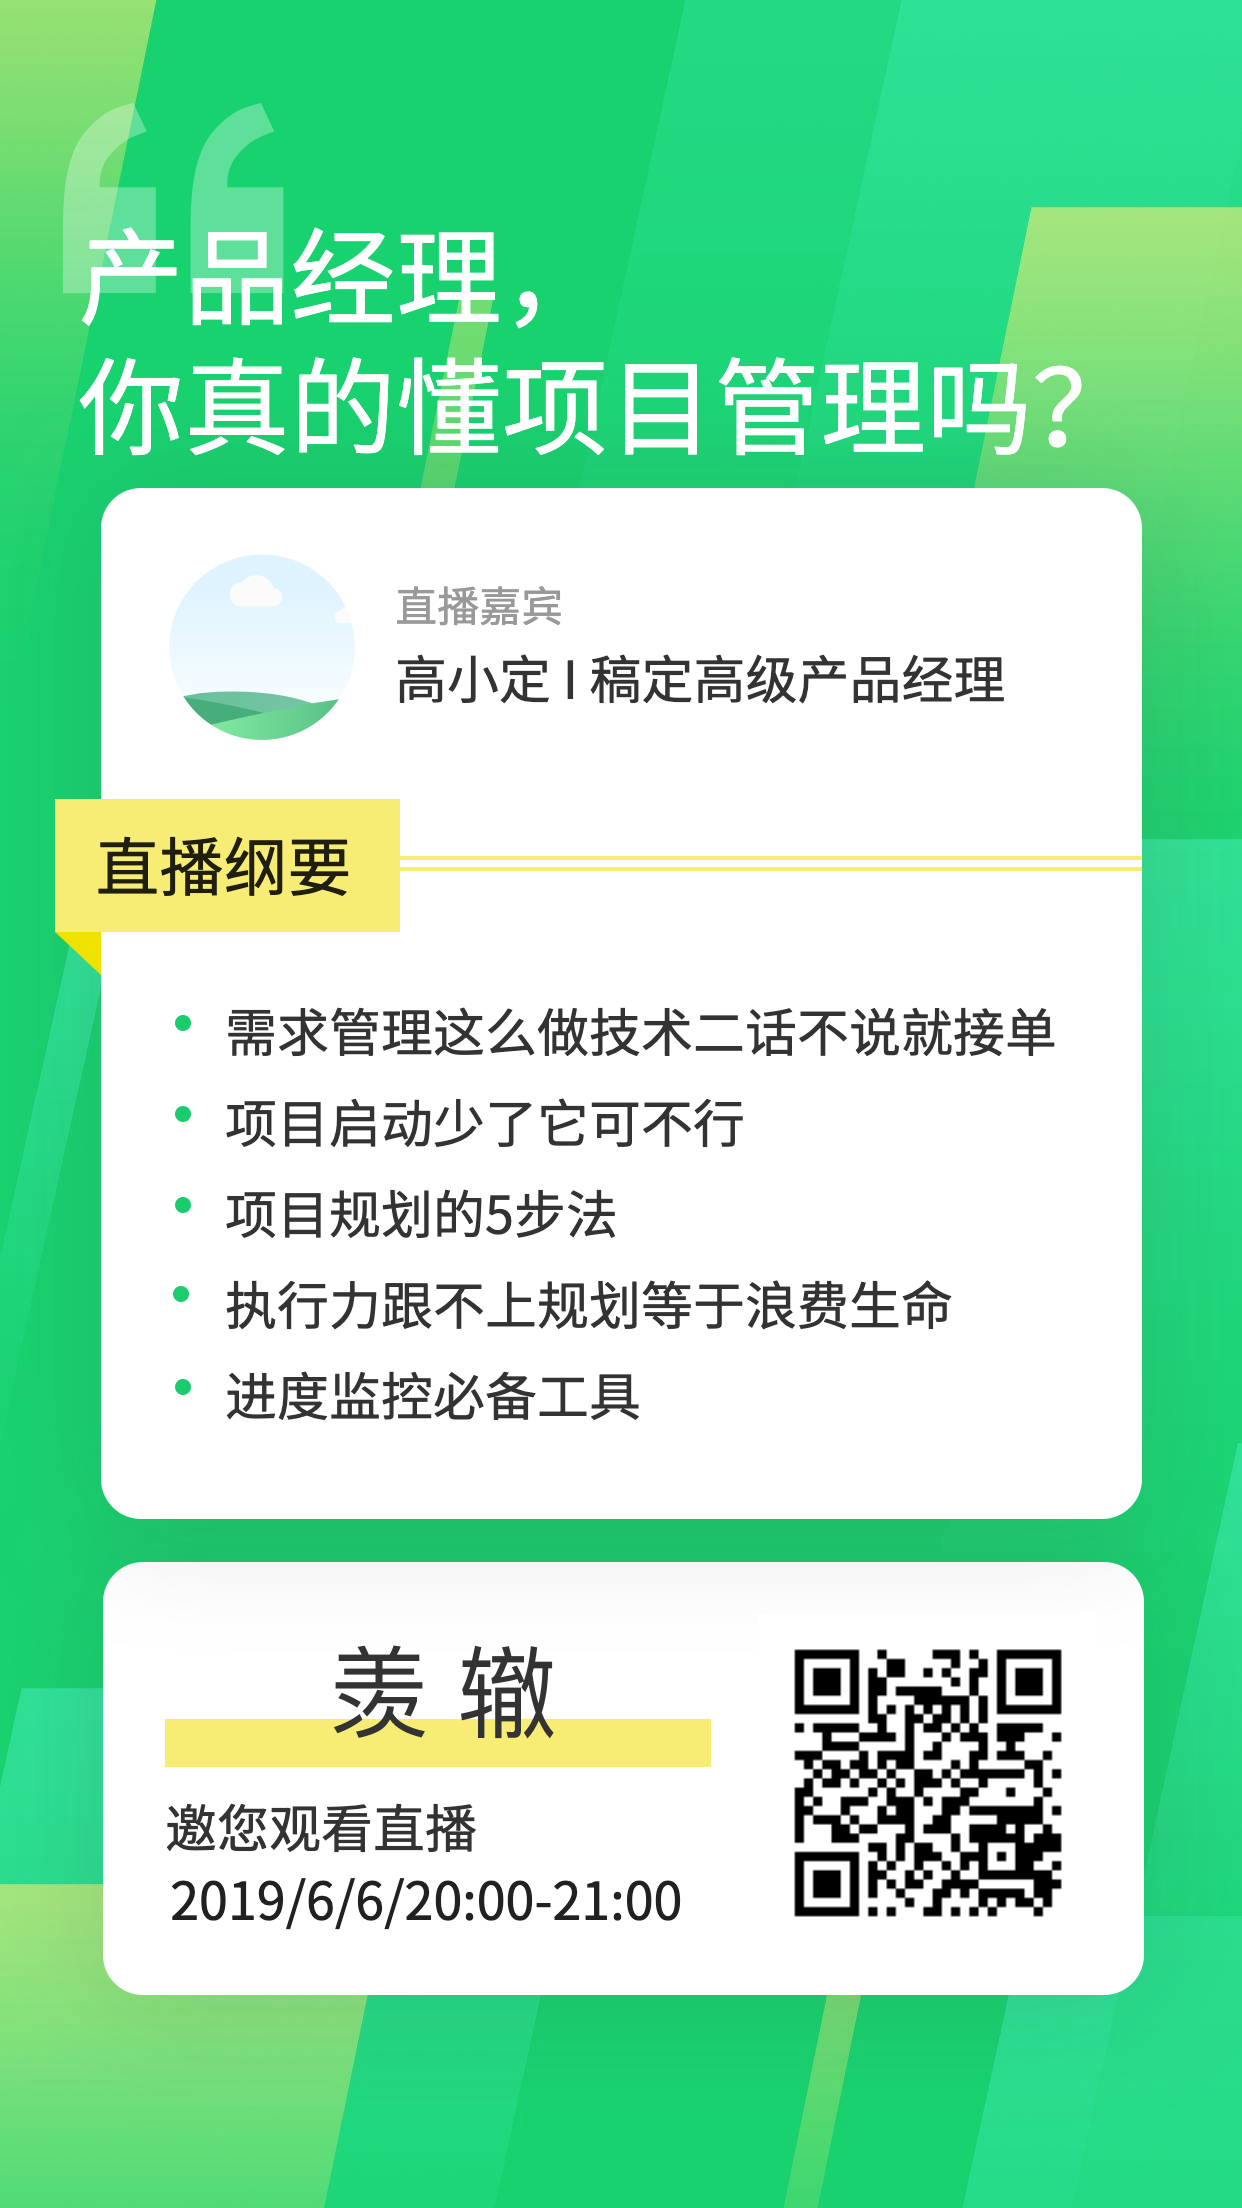 产品经理，
你真的懂项目管理吗？
直播嘉宾
高小定 I 稿定高级产品经理
直播纲要
需求管理这么做技术二话不说就接单
项目启动少了它可不行
项目规划的5步法
执行力跟不上规划等于浪费生命
进度监控必备工具
羡 辙
邀您观看直播
2019/6/6/20:00-21:00